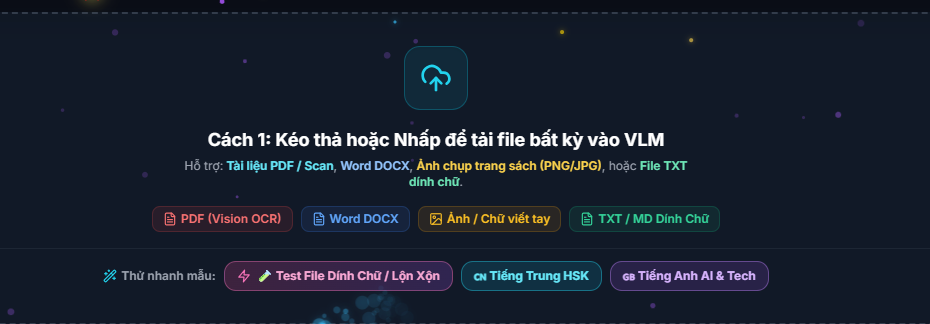 Cách 1: Kéo thả hoặc Nhấp để tải file bất kỳ vào VLM
Hỗ trợ: Tài liệu PDF / Scan, Word DOCX, Ảnh chụp trang sách (PNG/JPG), hoặc File TXT
dính chữ.
PDF (Vision OCR) Word DOCX Ảnh / Chữ viết tay TXT / MD Dính Chữ
Thử nhanh mẫu: Test File Dính Chữ / Lộn Xộn CN Tiếng Trung HSK GB Tiếng Anh AI & Tech